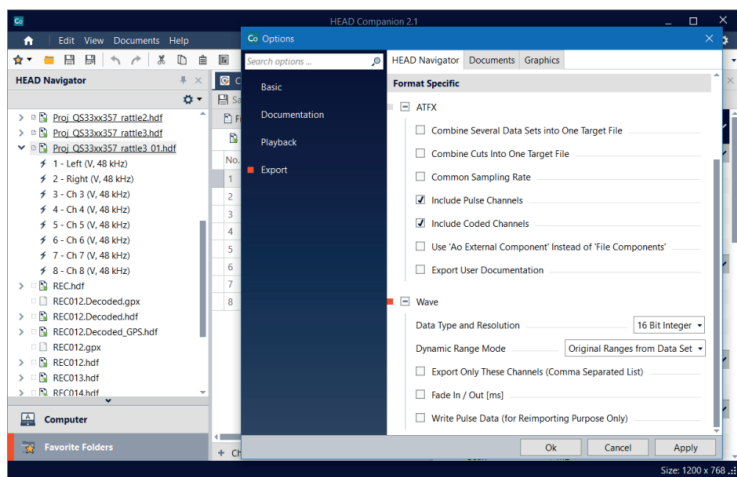 Co
HEAD Companion 2.1
Edit View Documents Help
HEAD Navigator
Proj_QS33xx357_rattle2.hdf
Proj_QS33xx357_rattle3.hdf
Proj_QS33xx357_rattle3_01.hdf
1 - Left (V, 48 kHz)
2 - Right (V, 48 kHz)
3 - Ch 3 (V, 48 kHz)
4 - Ch 4 (V, 48 kHz)
5 - Ch 5 (V, 48 kHz)
6 - Ch 6 (V, 48 kHz)
7 - Ch 7 (V, 48 kHz)
8 - Ch 8 (V, 48 kHz)
REC.hdf
REC012.Decoded.gpx
REC012.Decoded.hdf
REC012.Decoded_GPS.hdf
REC012.gpx
REC012.hdf
REC013.hdf
REC014.hdf
Computer
Favorite Folders
C
Sa
Fi
No.
1
2
3
4
5
6
7
8
+ Ch
Co Options
Search options ...
Basic
Documentation
Playback
Export
HEAD Navigator Documents Graphics
Format Specific
ATFX
Combine Several Data Sets into One Target File
Combine Cuts Into One Target File
Common Sampling Rate
Include Pulse Channels
Include Coded Channels
Use 'Ao External Component' Instead of 'File Components'
Export User Documentation
Wave
Data Type and Resolution 16 Bit Integer
Dynamic Range Mode Original Ranges from Data Set
Export Only These Channels (Comma Separated List)
Fade In / Out [ms]
Write Pulse Data (for Reimporting Purpose Only)
Ok Cancel Apply
Size: 1200 x 768